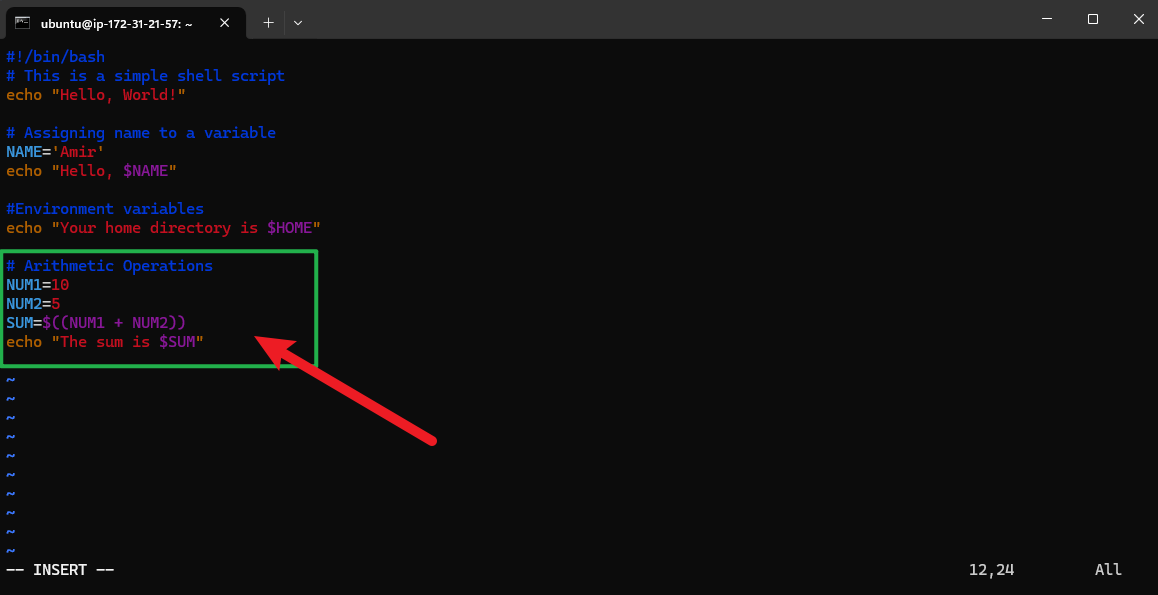 ubuntu@ip-172-31-21-57: ~
#!/bin/bash
# This is a simple shell script
echo "Hello, World!"
# Assigning name to a variable
NAME='Amir'
echo "Hello, $NAME"
#Environment variables
echo "Your home directory is $HOME"
# Arithmetic Operations
NUM1=10
NUM2=5
SUM=$((NUM1 + NUM2))
echo "The sum is $SUM"
~
~
~
~
~
~
~
~
~
~
-- INSERT -- 12,24 All